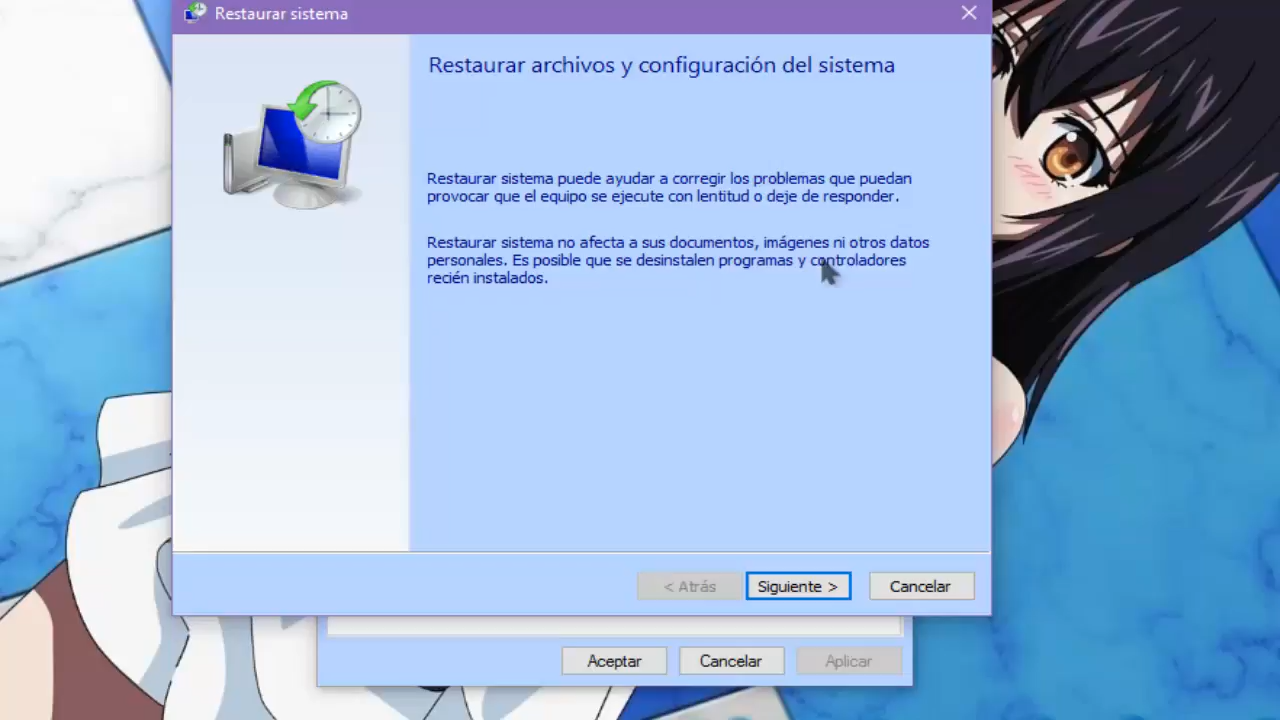 Restaurar sistema
Restaurar archivos y configuración del sistema
Restaurar sistema puede ayudar a corregir los problemas que puedan
provocar que el equipo se ejecute con lentitud o deje de responder.
Restaurar sistema no afecta a sus documentos, imágenes ni otros datos
personales. Es posible que se desinstalen programas y controladores
recién instalados.
< Atrás
Siguiente >
Cancelar
Aceptar
Cancelar
Aplicar